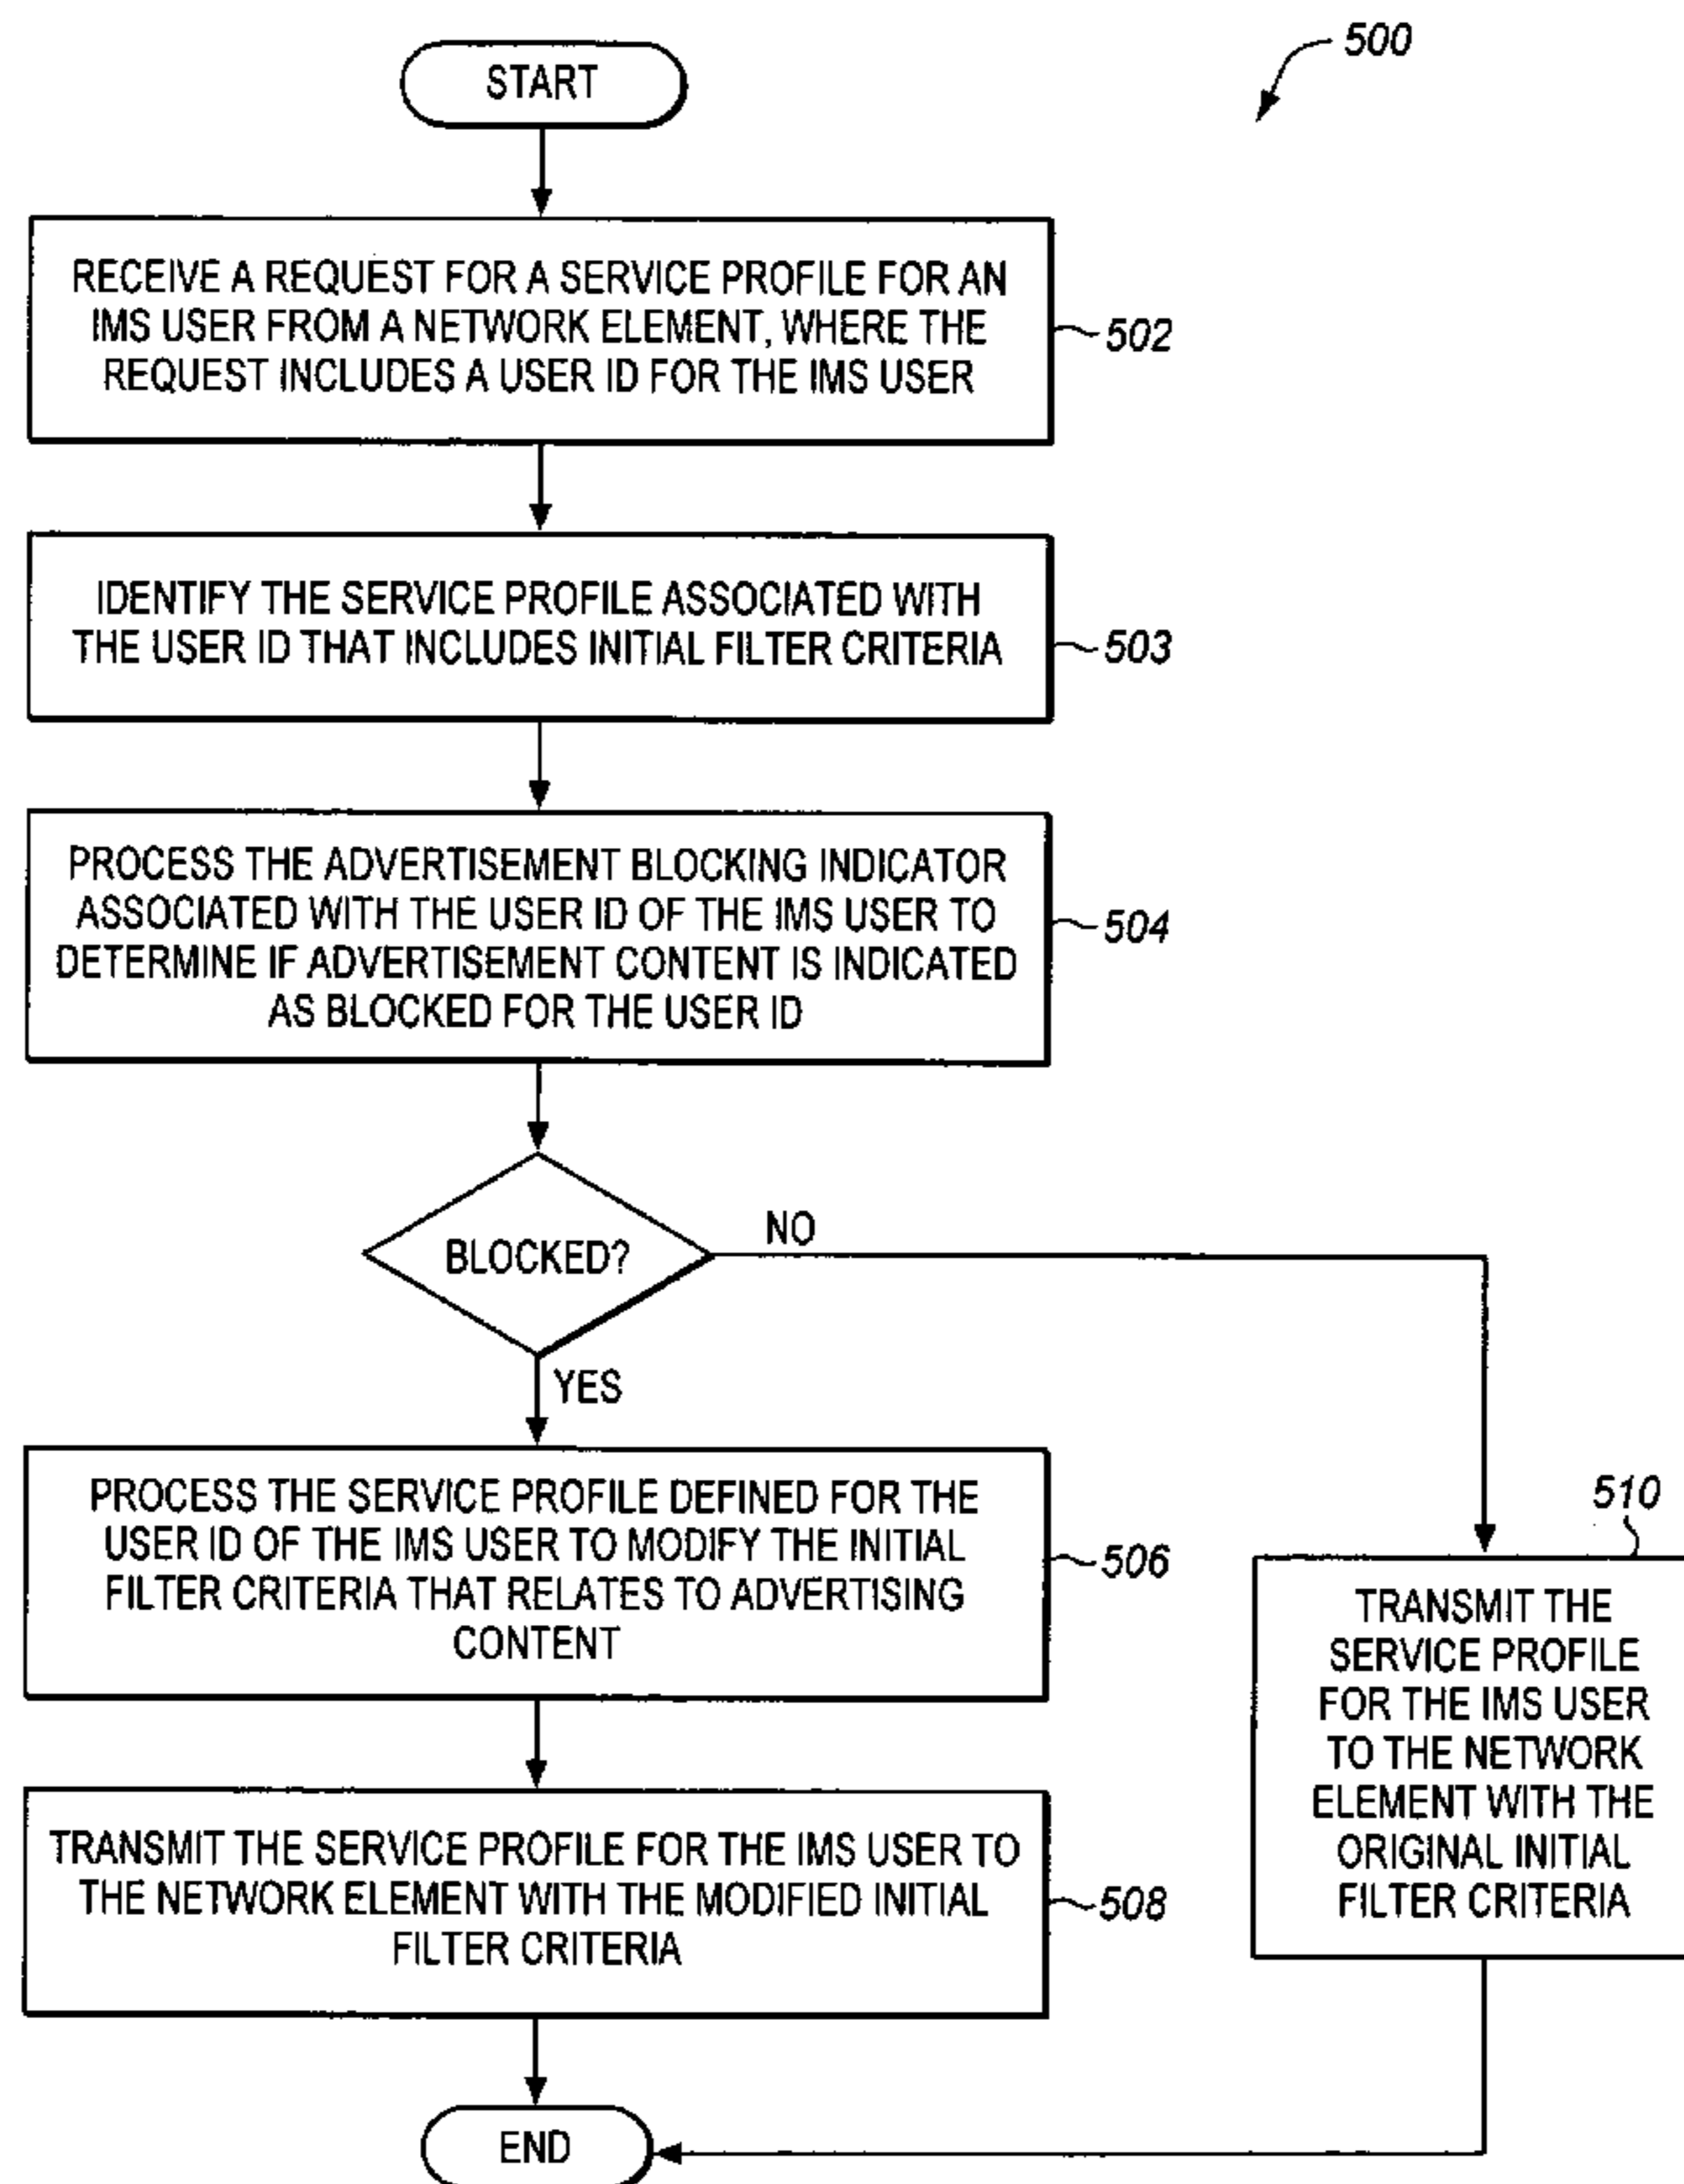 500
START
RECEIVE A REQUEST FOR A SERVICE PROFILE FOR AN
IMS USER FROM A NETWORK ELEMENT, WHERE THE
REQUEST INCLUDES A USER ID FOR THE IMS USER
502
IDENTIFY THE SERVICE PROFILE ASSOCIATED WITH
THE USER ID THAT INCLUDES INITIAL FILTER CRITERIA
503
PROCESS THE ADVERTISEMENT BLOCKING INDICATOR
ASSOCIATED WITH THE USER ID OF THE IMS USER TO
DETERMINE IF ADVERTISEMENT CONTENT IS INDICATED
AS BLOCKED FOR THE USER ID
504
BLOCKED?
NO
YES
PROCESS THE SERVICE PROFILE DEFINED FOR THE
USER ID OF THE IMS USER TO MODIFY THE INITIAL
FILTER CRITERIA THAT RELATES TO ADVERTISING
CONTENT
506
TRANSMIT THE SERVICE PROFILE FOR THE IMS USER TO
THE NETWORK ELEMENT WITH THE MODIFIED INITIAL
FILTER CRITERIA
508
510
TRANSMIT THE
SERVICE PROFILE
FOR THE IMS USER
TO THE NETWORK
ELEMENT WITH THE
ORIGINAL INITIAL
FILTER CRITERIA
END